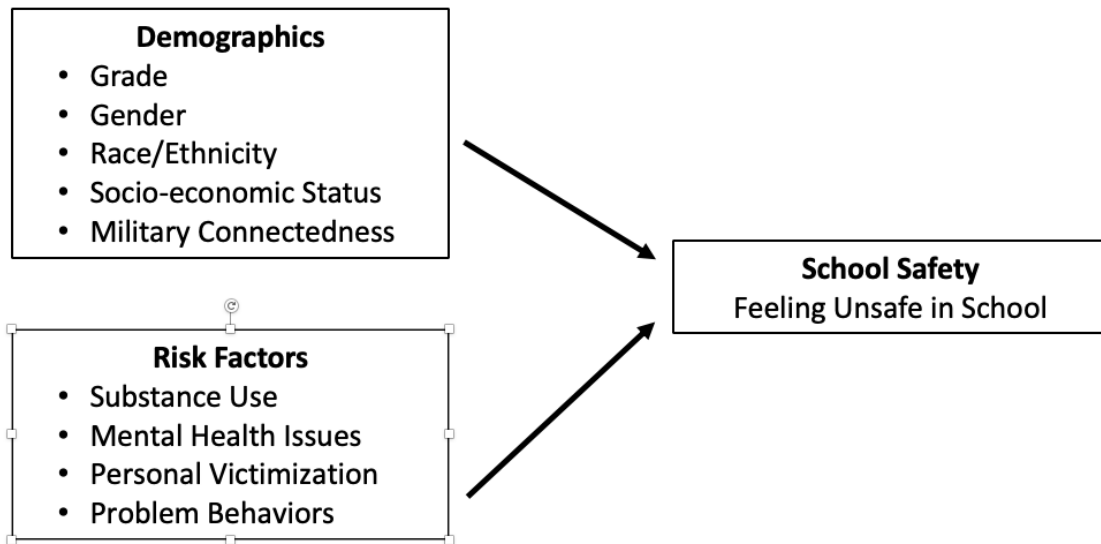 Demographics
• Grade
• Gender
• Race/Ethnicity
• Socio-economic Status
• Military Connectedness
School Safety
Feeling Unsafe in School
Risk Factors
• Substance Use
• Mental Health Issues
• Personal Victimization
• Problem Behaviors